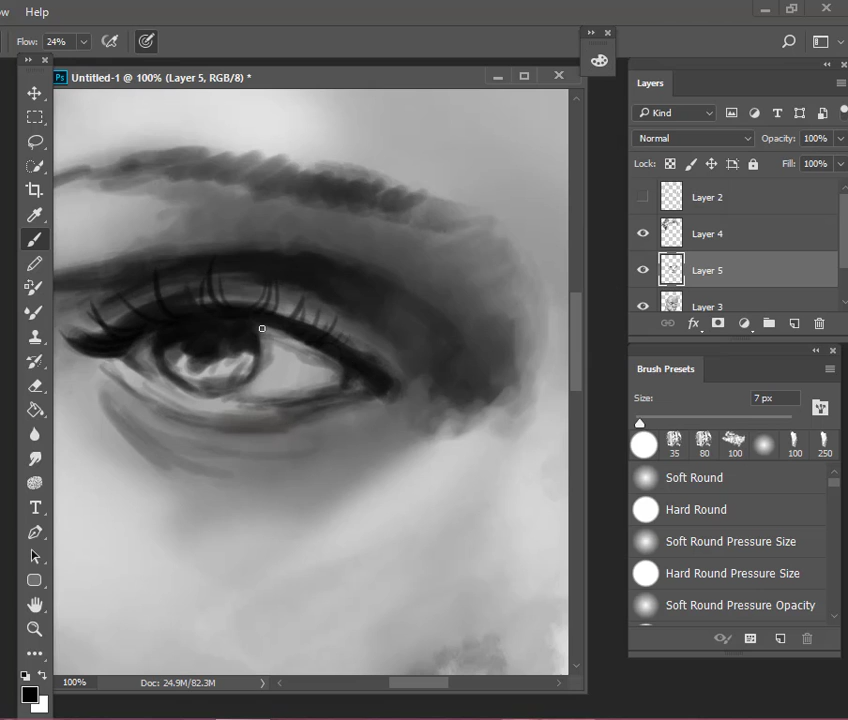 Help
Flow: 24%
Ps Untitled-1 @ 100% (Layer 5, RGB/8) *
Layers
Kind
Normal Opacity: 100%
Lock: Fill: 100%
Layer 2
Layer 4
Layer 5
Layer 3
fx
Brush Presets
Size: 7 px
35 80 100 100 250
Soft Round
Hard Round
Soft Round Pressure Size
Hard Round Pressure Size
Soft Round Pressure Opacity
100% Doc: 24.9M/82.3M